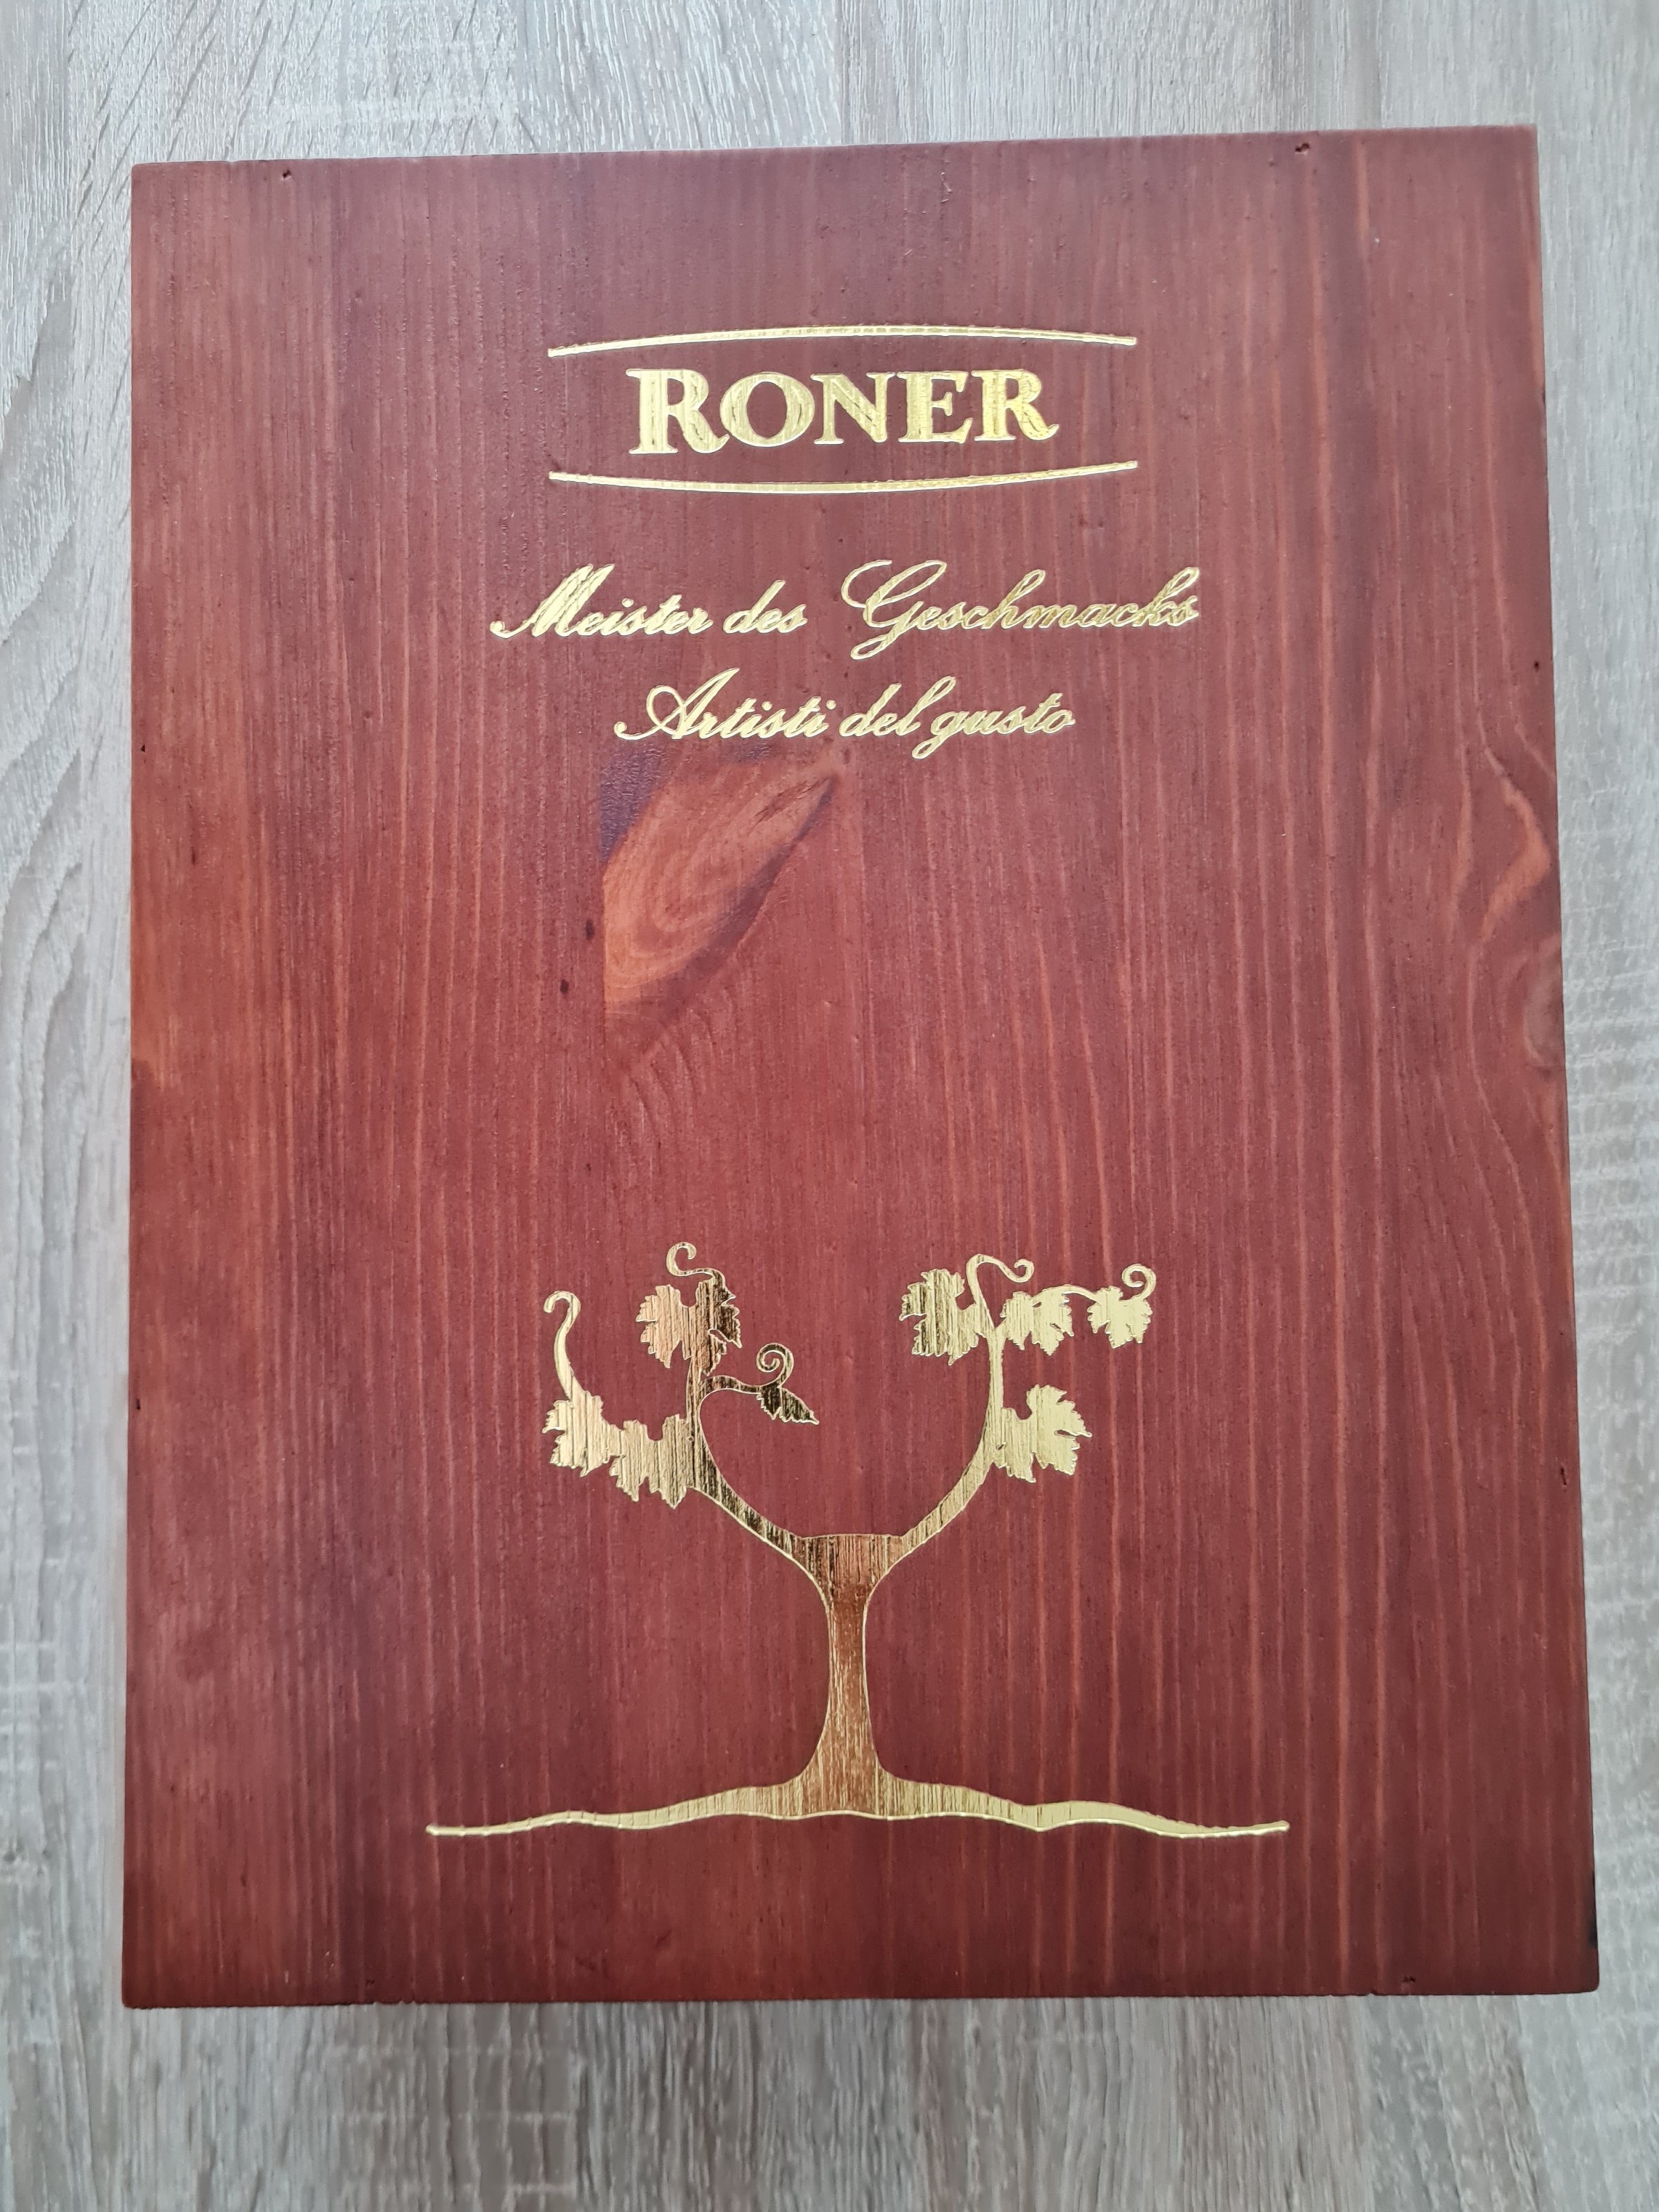 RONER
Meister des Geschmacks
Artisti del gusto